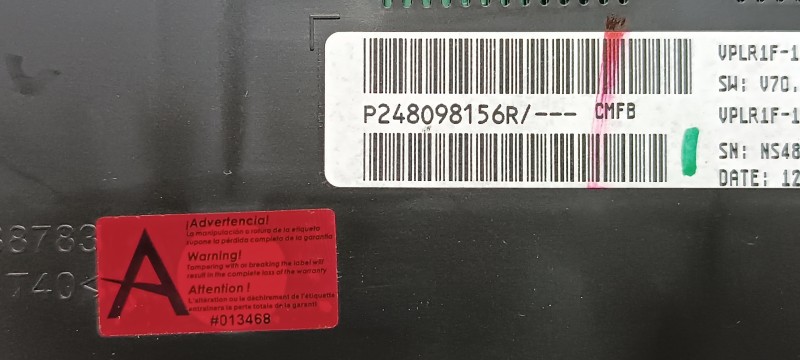 VPLR1F-1
SW: V70.
P248098156R/--- CMFB
VPLR1F-1
SN: NS48
DATE: 12
8783
740<
A
¡Advertencia!
La manipulación o rotura de la etiqueta
supone la pérdida completa de la garantía
Warning!
Tampering with or breaking the label will
result in the complete loss of the warranty
Attention !
L'altération ou le déchirement de l'étiquette
entraînera la perte totale de la garantí
#013468